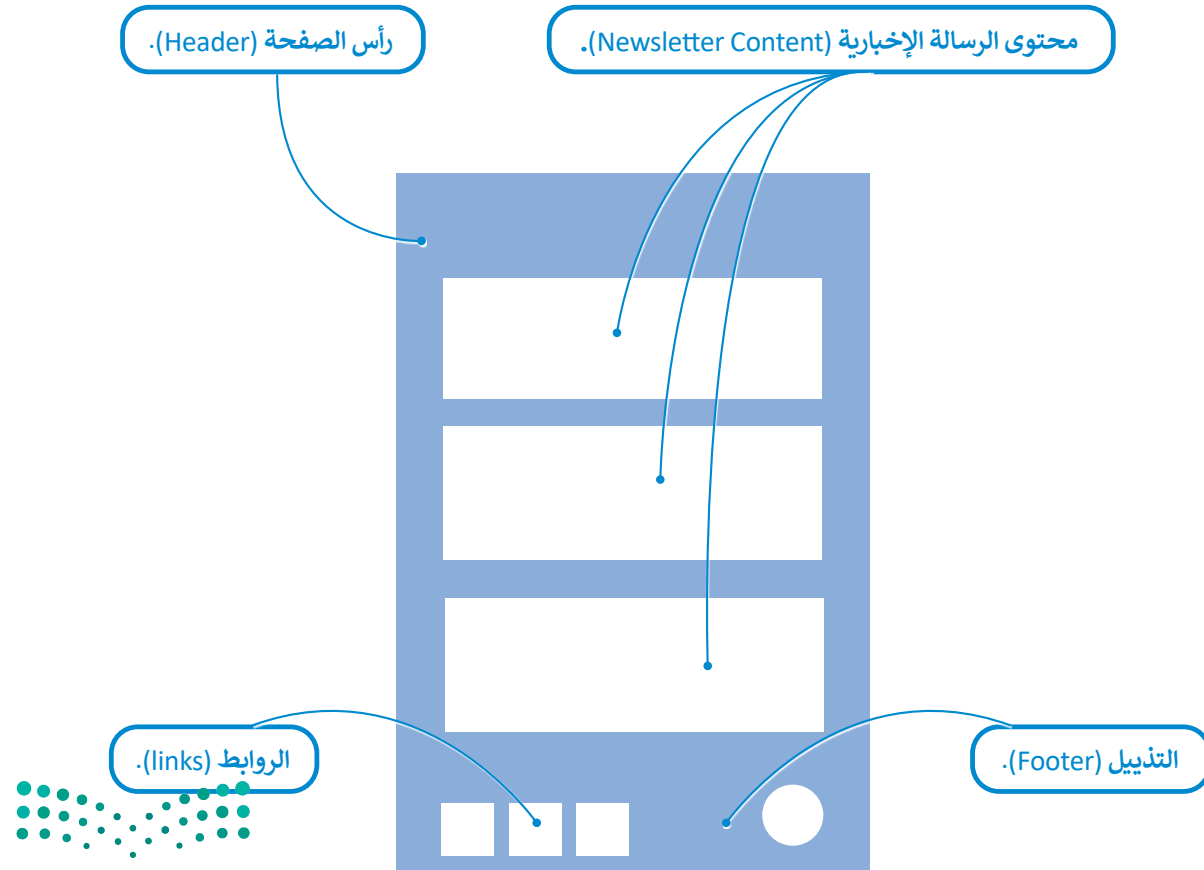 محتوى الرسالة الإخبارية (Newsletter Content).
رأس الصفحة (Header).
التذييل (Footer).
الروابط (links).